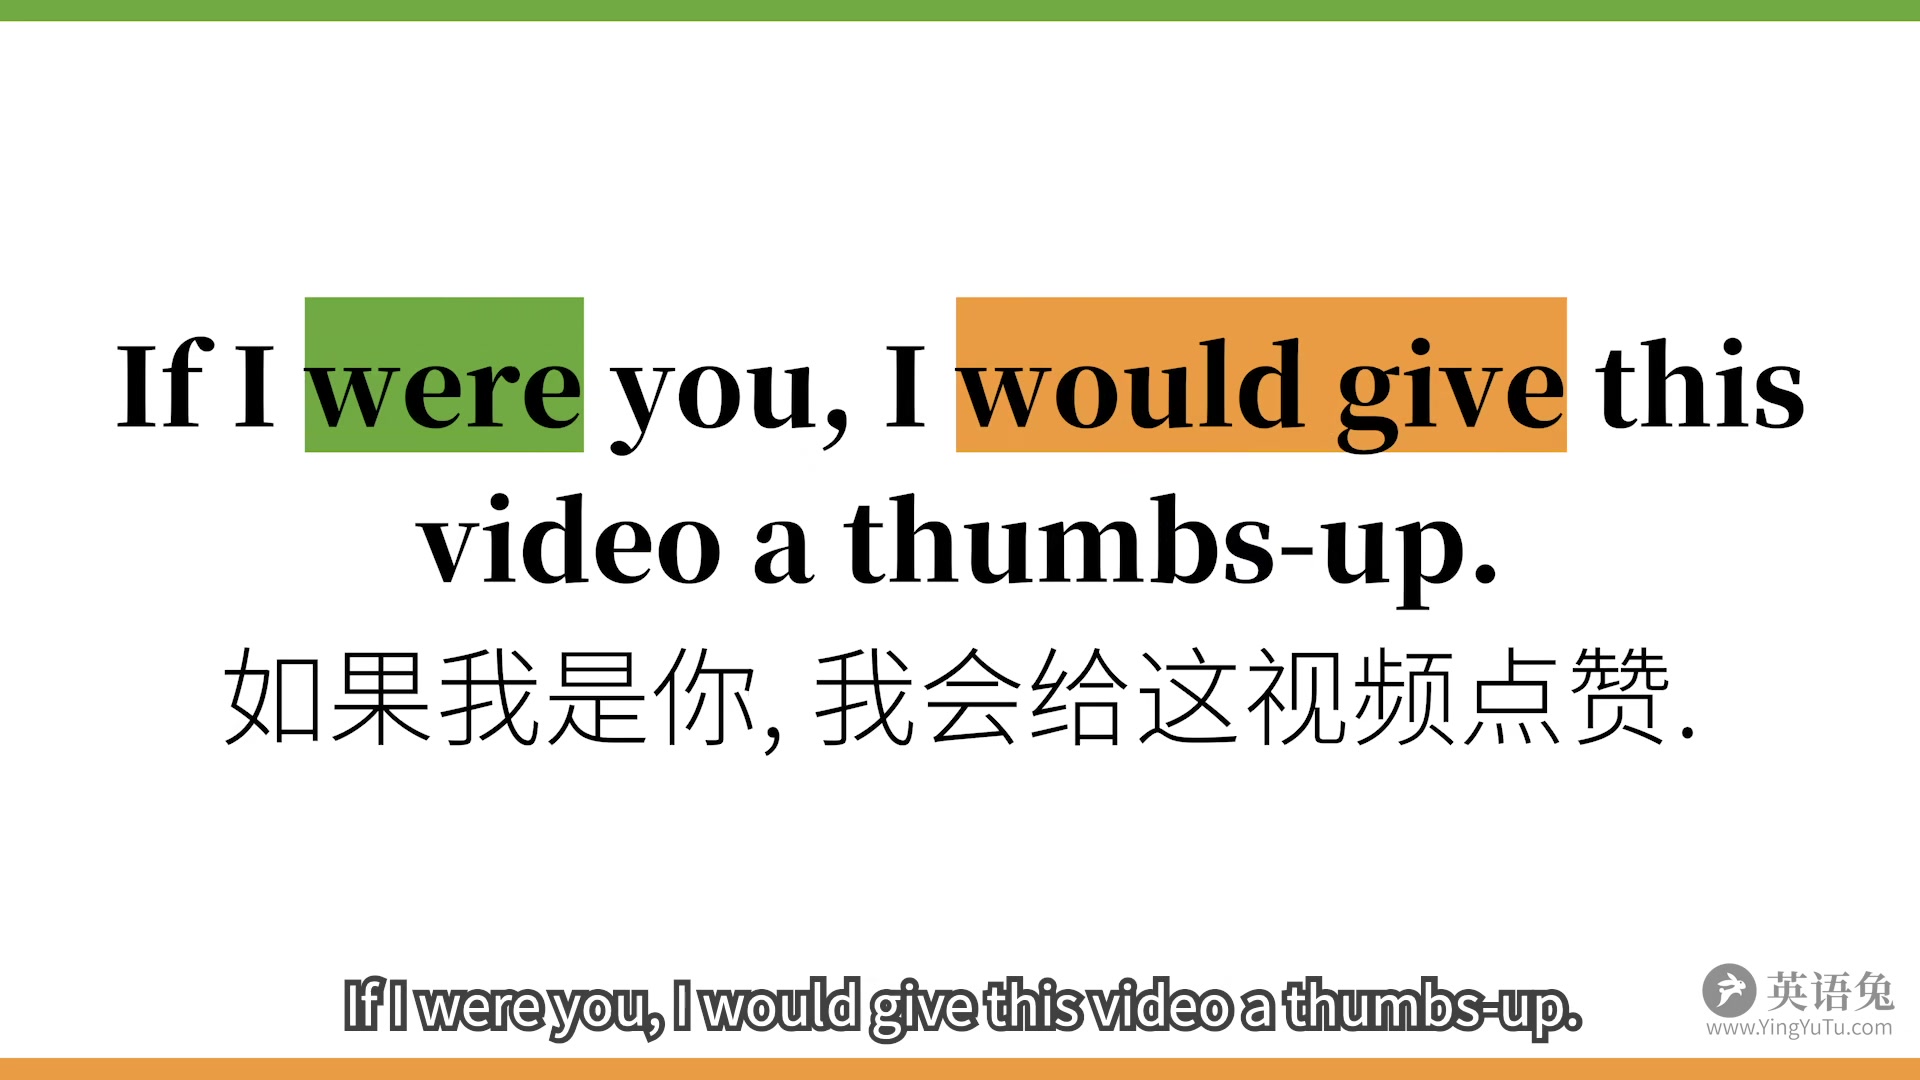 If I were you, I would give this
video a thumbs-up.
如果我是你, 我会给这视频点赞.
If I were you, I would give this video a thumbs-up.
英语兔
www.YingYuTu.com